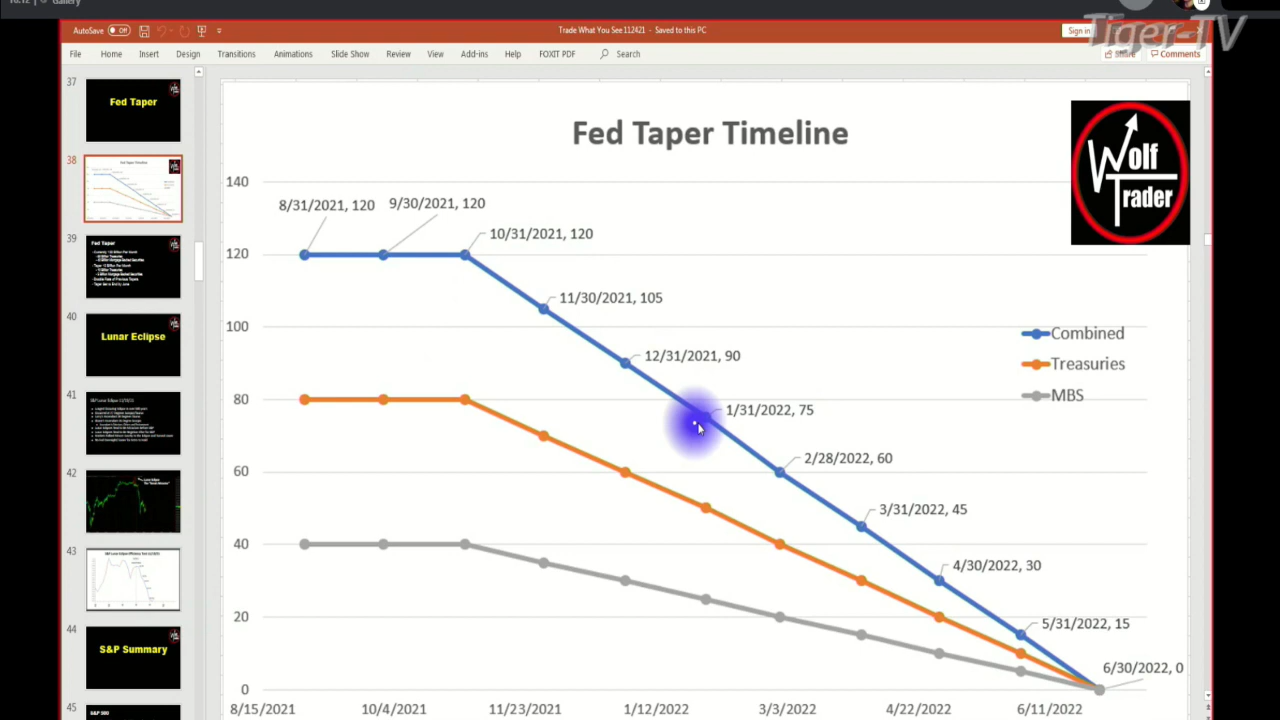 Gallery
AutoSave Off
Trade What You See 112421 - Saved to this PC
Sign in
Tiger-TV
File Home Insert Design Transitions Animations Slide Show Review View Add-ins Help FOXIT PDF Search
Share Comments
37
Fed Taper
38
Fed Taper Timeline
39
Fed Taper
40
Lunar Eclipse
41
42
43
44
S&P Summary
45
S&P 500
Fed Taper Timeline
Wolf
Trader
140
120
100
80
60
40
20
0
8/31/2021, 120
9/30/2021, 120
10/31/2021, 120
11/30/2021, 105
12/31/2021, 90
1/31/2022, 75
2/28/2022, 60
3/31/2022, 45
4/30/2022, 30
5/31/2022, 15
6/30/2022, 0
Combined
Treasuries
MBS
8/15/2021 10/4/2021 11/23/2021 1/12/2022 3/3/2022 4/22/2022 6/11/2022